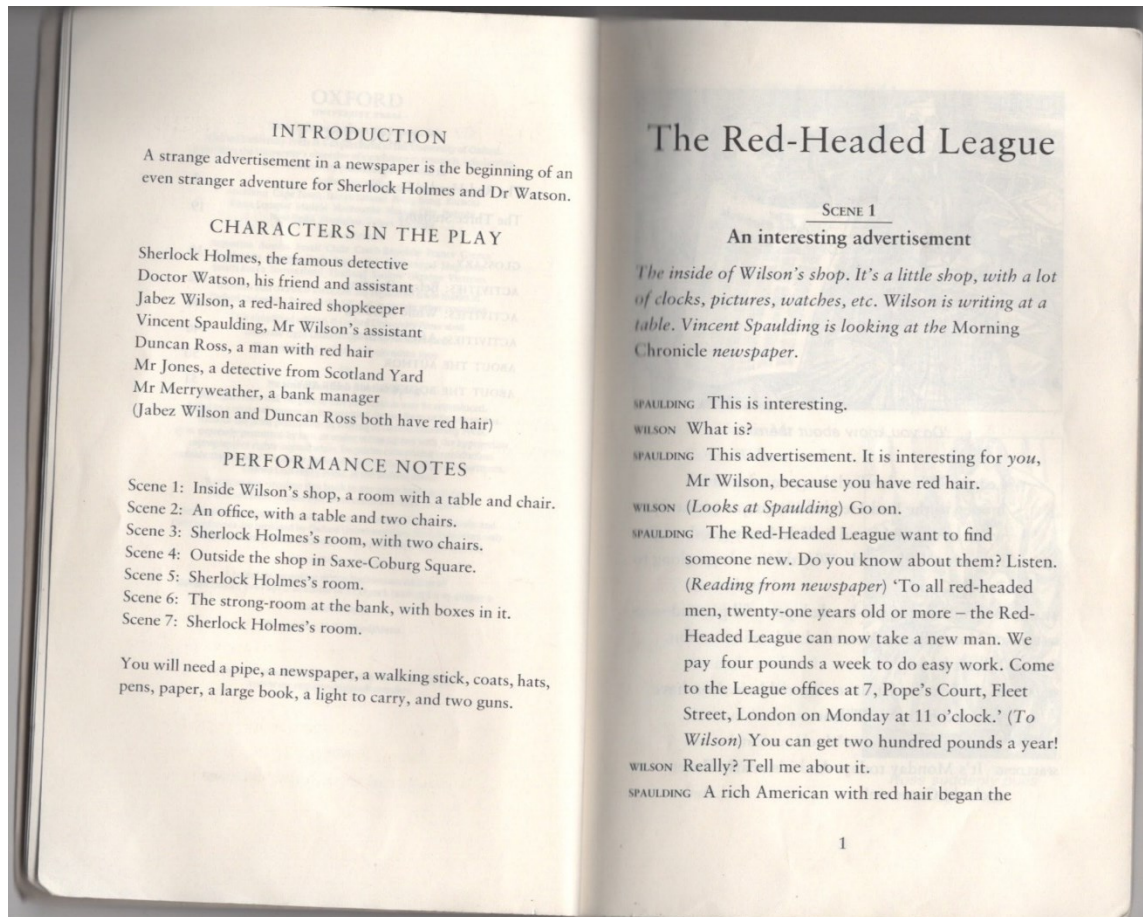 OXFORD
INTRODUCTION
A strange advertisement in a newspaper is the beginning of an
even stranger adventure for Sherlock Holmes and Dr Watson.
CHARACTERS IN THE PLAY
Sherlock Holmes, the famous detective
Doctor Watson, his friend and assistant
Jabez Wilson, a red-haired shopkeeper
Vincent Spaulding, Mr Wilson's assistant
Duncan Ross, a man with red hair
Mr Jones, a detective from Scotland Yard
Mr Merryweather, a bank manager
(Jabez Wilson and Duncan Ross both have red hair)
PERFORMANCE NOTES
Scene 1: Inside Wilson's shop, a room with a table and chair.
Scene 2: An office, with a table and two chairs.
Scene 3: Sherlock Holmes's room, with two chairs.
Scene 4: Outside the shop in Saxe-Coburg Square.
Scene 5: Sherlock Holmes's room.
Scene 6: The strong-room at the bank, with boxes in it.
Scene 7: Sherlock Holmes's room.
You will need a pipe, a newspaper, a walking stick, coats, hats,
pens, paper, a large book, a light to carry, and two guns.
The Red-Headed League
SCENE 1
An interesting advertisement
The inside of Wilson's shop. It's a little shop, with a lot
of clocks, pictures, watches, etc. Wilson is writing at a
table. Vincent Spaulding is looking at the Morning
Chronicle newspaper.
SPAULDING This is interesting.
WILSON What is?
SPAULDING This advertisement. It is interesting for you,
Mr Wilson, because you have red hair.
WILSON (Looks at Spaulding) Go on.
SPAULDING The Red-Headed League want to find
someone new. Do you know about them? Listen.
(Reading from newspaper) 'To all red-headed
men, twenty-one years old or more – the Red-
Headed League can now take a new man. We
pay four pounds a week to do easy work. Come
to the League offices at 7, Pope's Court, Fleet
Street, London on Monday at 11 o'clock.' (To
Wilson) You can get two hundred pounds a year!
WILSON Really? Tell me about it.
SPAULDING A rich American with red hair began the
1